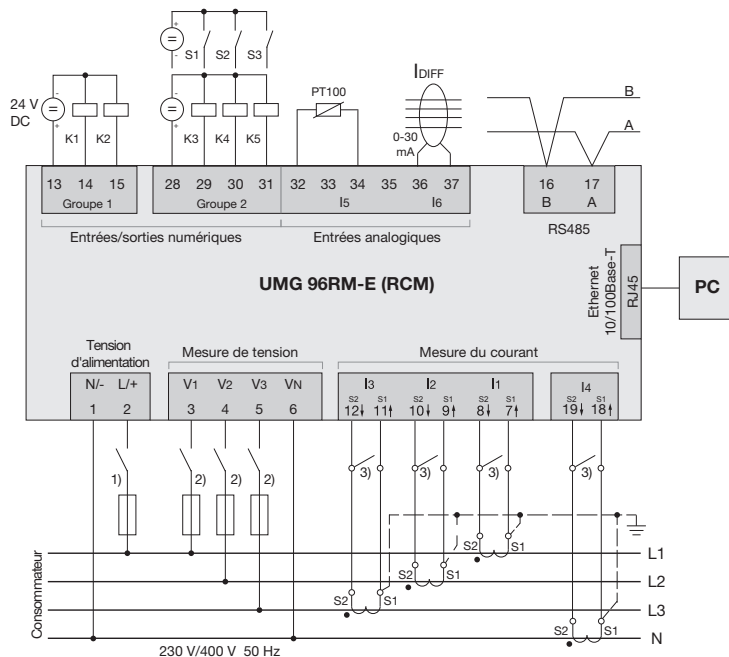 S1 S2 S3
IDIFF
PT100
24 V
DC
K1 K2
K3 K4 K5
0-30
mA
B
A
13 14 15
Groupe 1
28 29 30 31
Groupe 2
32 33 34 35 36 37
I5 I6
16 17
B A
Entrées/sorties numériques
Entrées analogiques
RS485
UMG 96RM-E (RCM)
Ethernet
10/100Base-T
RJ45
PC
Tension
d'alimentation
Mesure de tension
Mesure du courant
N/- L/+
1 2
V1 V2 V3 VN
3 4 5 6
I3 I2 I1
S2 S1 S2 S1 S2 S1
12 11 10 9 8 7
I4
S2 S1
19 18
1) 2) 2) 2) 3) 3) 3) 3)
S2 S1
L1
S2 S1
L2
S2 S1
L3
S2 S1
N
Consommateur
230 V/400 V 50 Hz